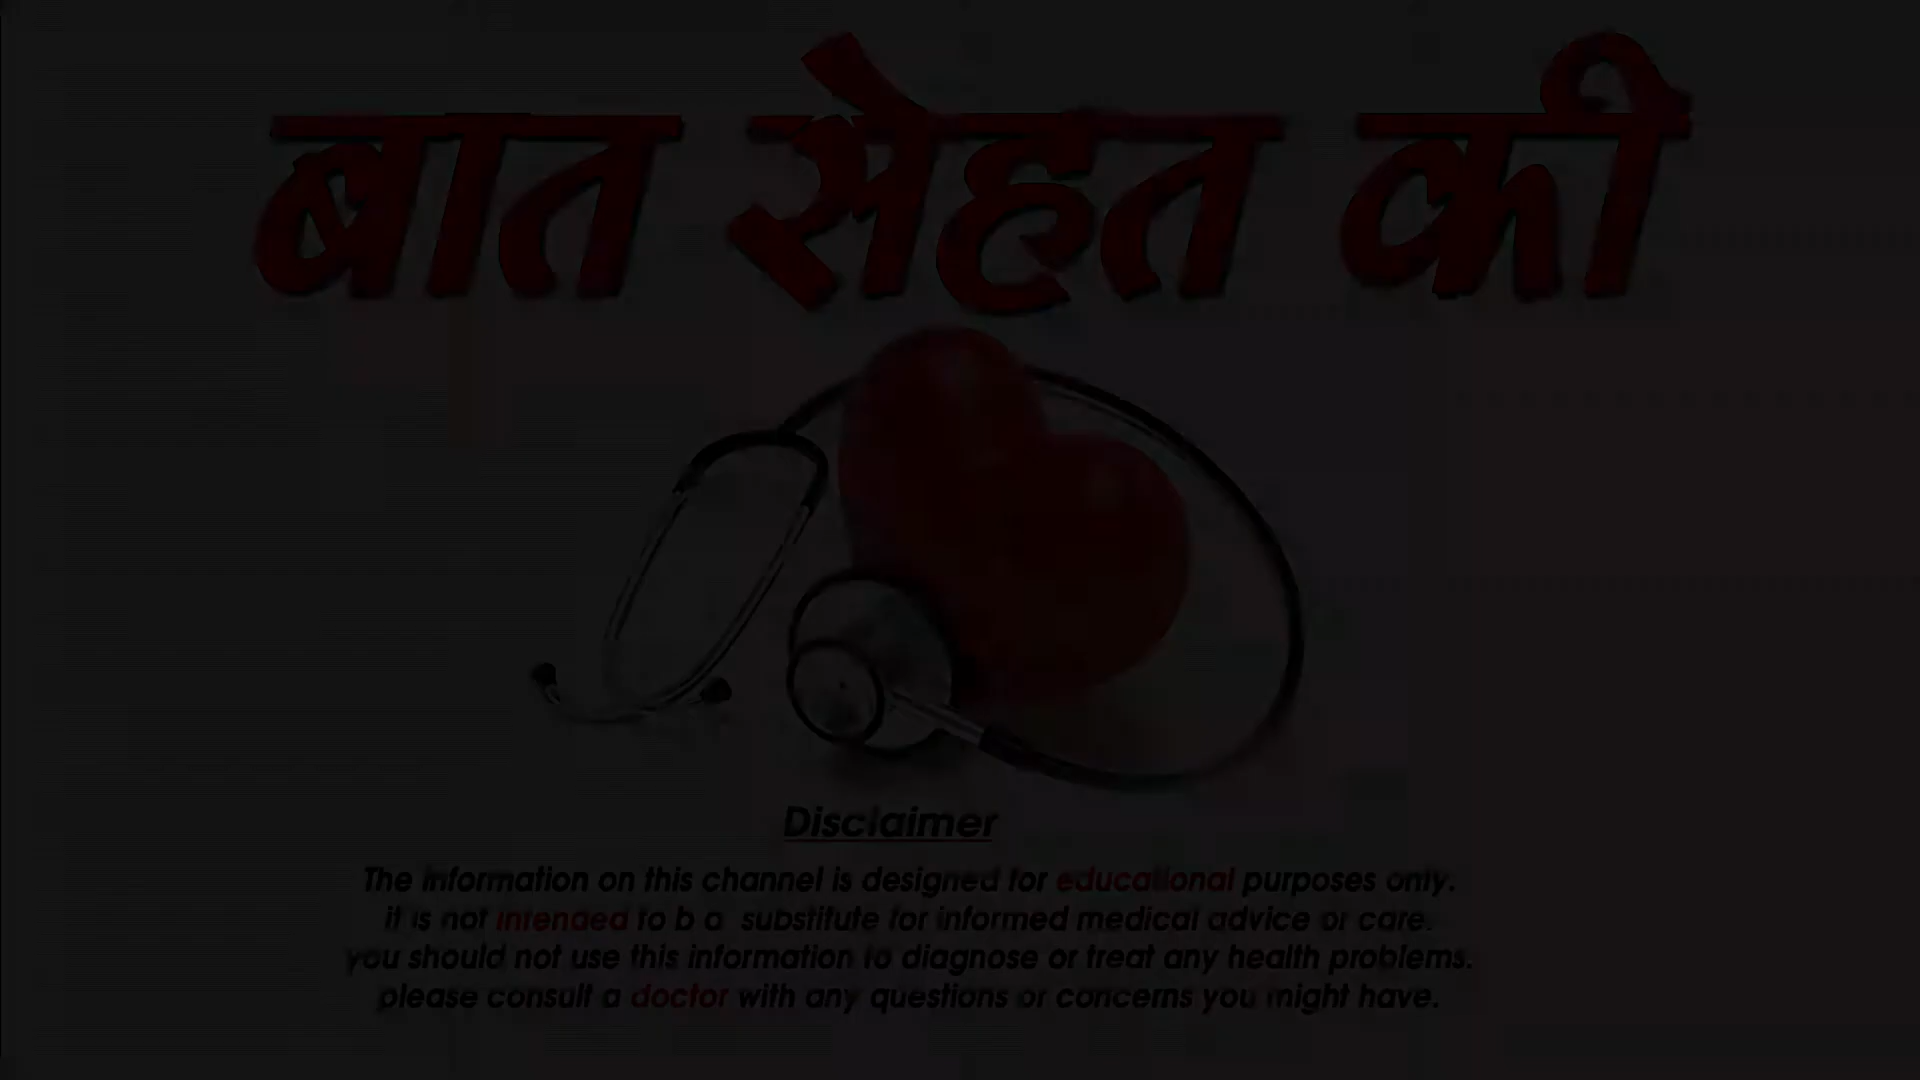 बात सेहत की
Disclaimer
The information on this channel is designed for educational purposes only.
it is not intended to b a substitute for informed medical advice or care.
you should not use this information to diagnose or treat any health problems.
please consult a doctor with any questions or concerns you might have.